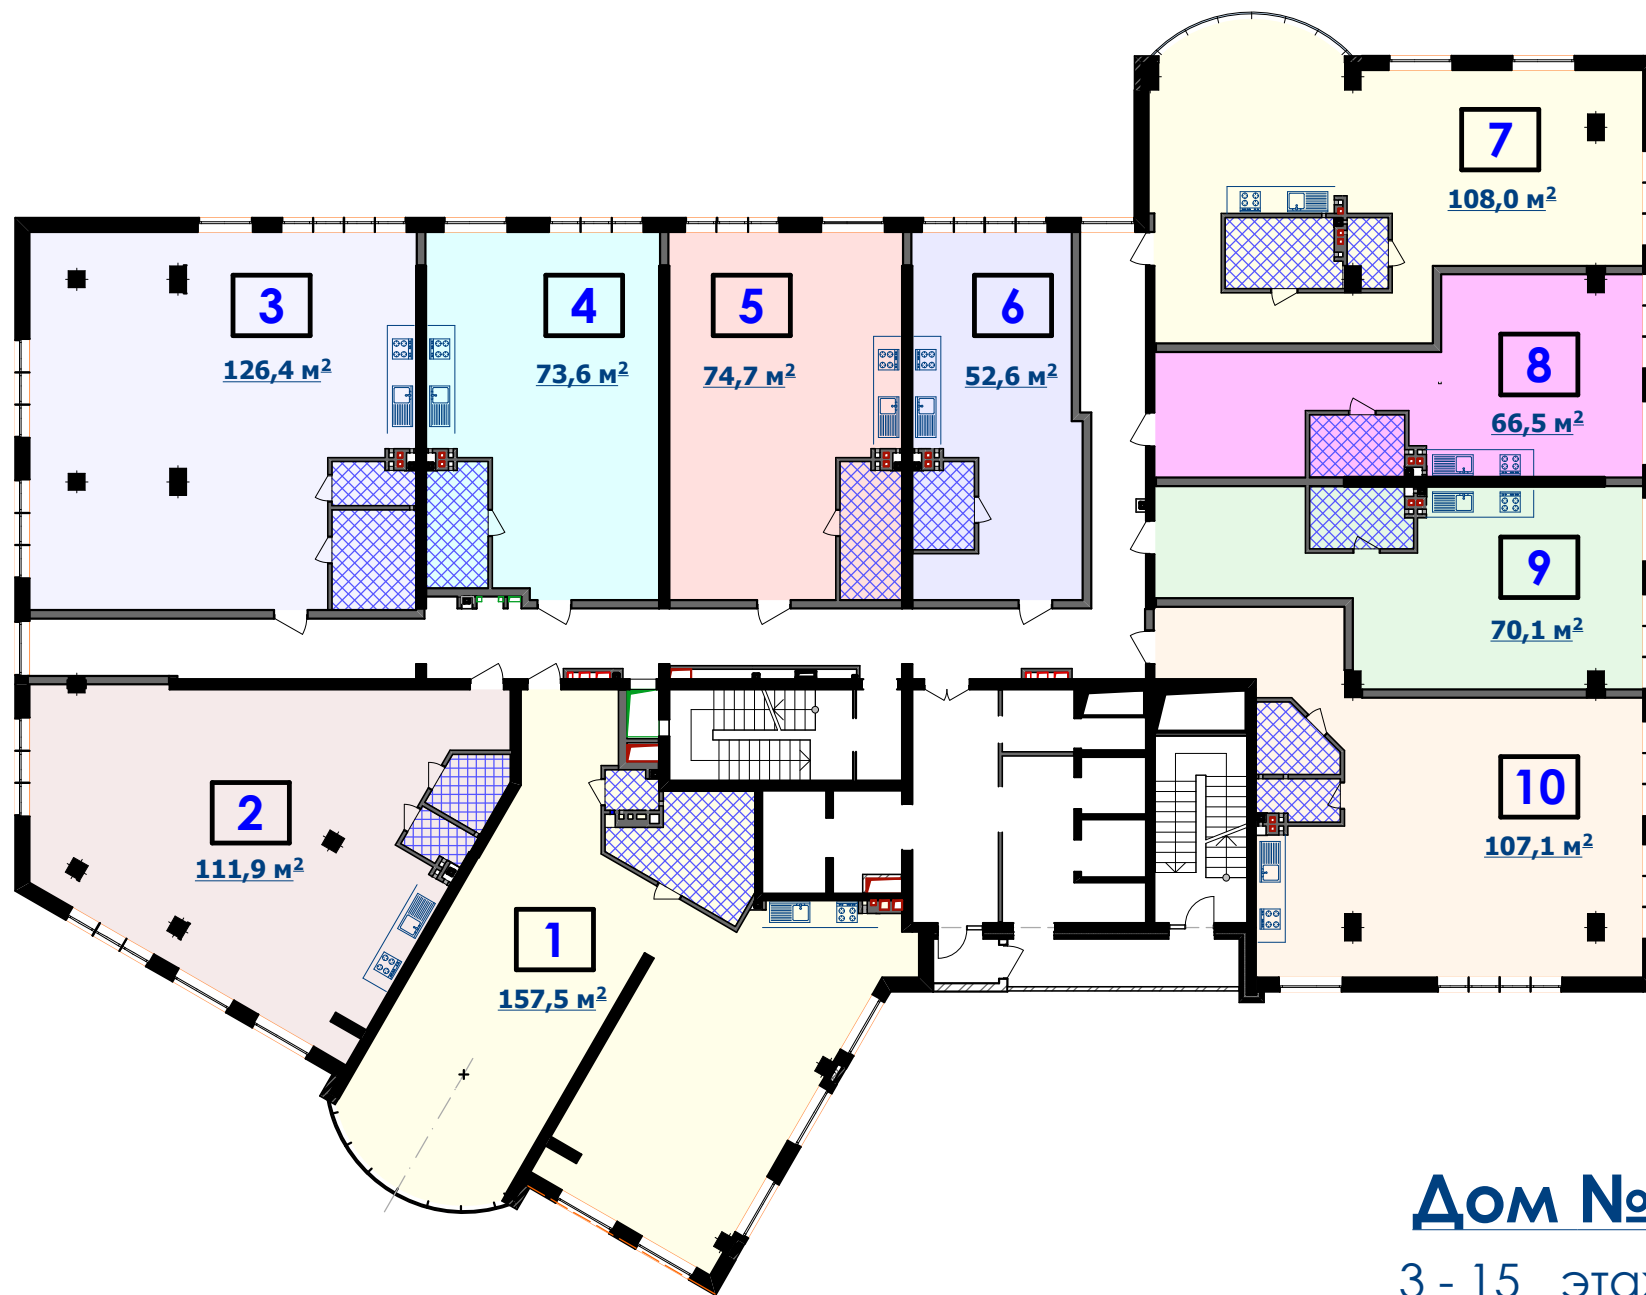 7
108,0 м²
3
126,4 м²
4
73,6 м²
5
74,7 м²
6
52,6 м²
8
66,5 м²
9
70,1 м²
2
111,9 м²
1
157,5 м²
10
107,1 м²
Дом №
3 - 15